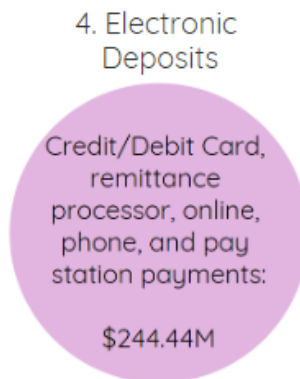 4. Electronic
Deposits
Credit/Debit Card,
remittance
processor, online,
phone, and pay
station payments:
$244.44M